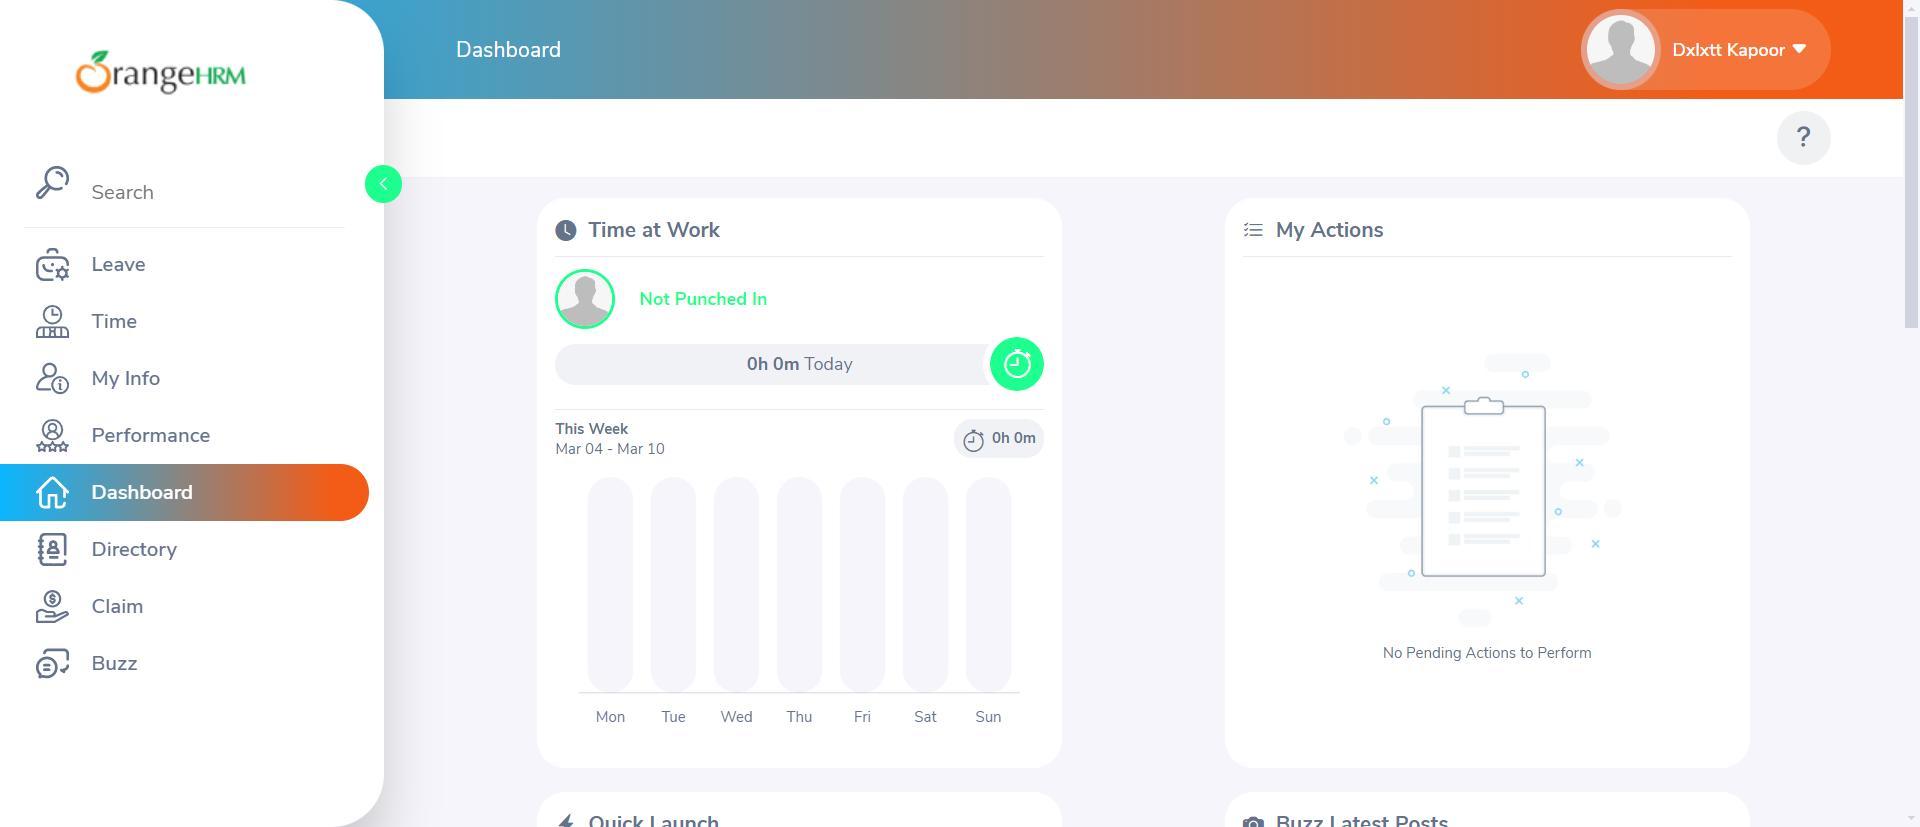 OrangeHRM
Dashboard
Dxlxtt Kapoor
?
Search
Leave
Time
My Info
Performance
Dashboard
Directory
Claim
Buzz
Time at Work
Not Punched In
0h 0m Today
This Week
Mar 04 - Mar 10
0h 0m
Mon Tue Wed Thu Fri Sat Sun
My Actions
No Pending Actions to Perform
Quick Launch
Buzz Latest Posts